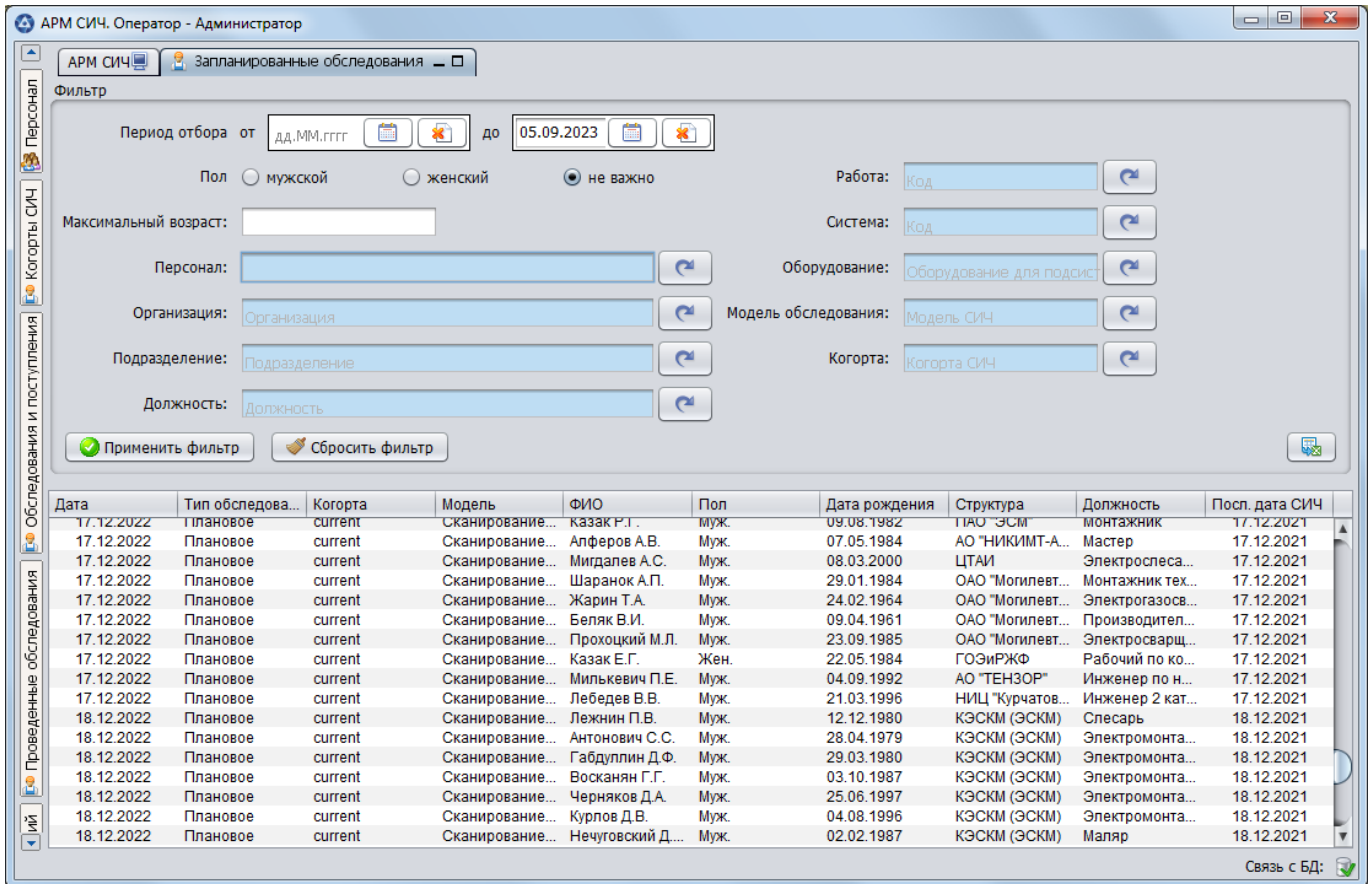 АРМ СИЧ. Оператор - Администратор
АРМ СИЧ Запланированные обследования
Персонал
Когорты СИЧ
Обследования и поступления
Проведенные обследования
ий
Фильтр
Период отбора от дд.ММ.гггг до 05.09.2023
Пол мужской женский не важно Работа: Код
Максимальный возраст: Система: Код
Персонал: Оборудование: Оборудование для подсист
Организация: Организация Модель обследования: Модель СИЧ
Подразделение: Подразделение Когорта: Когорта СИЧ
Должность: Должность
Применить фильтр Сбросить фильтр
Дата Тип обследова... Когорта Модель ФИО Пол Дата рождения Структура Должность Посл. дата СИЧ
17.12.2022 Плановое current Сканирование... Казак Р.Г. Муж. 09.08.1982 ПАО "ЭСМ" Монтажник 17.12.2021
17.12.2022 Плановое current Сканирование... Алферов А.В. Муж. 07.05.1984 АО "НИКИМТ-А... Мастер 17.12.2021
17.12.2022 Плановое current Сканирование... Мигдалев А.С. Муж. 08.03.2000 ЦТАИ Электрослеса... 17.12.2021
17.12.2022 Плановое current Сканирование... Шаранок А.П. Муж. 29.01.1984 ОАО "Могилевт... Монтажник тех... 17.12.2021
17.12.2022 Плановое current Сканирование... Жарин Т.А. Муж. 24.02.1964 ОАО "Могилевт... Электрогазосв... 17.12.2021
17.12.2022 Плановое current Сканирование... Беляк В.И. Муж. 09.04.1961 ОАО "Могилевт... Производител... 17.12.2021
17.12.2022 Плановое current Сканирование... Прохоцкий М.Л. Муж. 23.09.1985 ОАО "Могилевт... Электросварщ... 17.12.2021
17.12.2022 Плановое current Сканирование... Казак Е.Г. Жен. 22.05.1984 ГОЭиРЖФ Рабочий по ко... 17.12.2021
17.12.2022 Плановое current Сканирование... Милькевич П.Е. Муж. 04.09.1992 АО "ТЕНЗОР" Инженер по н... 17.12.2021
17.12.2022 Плановое current Сканирование... Лебедев В.В. Муж. 21.03.1996 НИЦ "Курчатов... Инженер 2 кат... 17.12.2021
18.12.2022 Плановое current Сканирование... Лежнин П.В. Муж. 12.12.1980 КЭСКМ (ЭСКМ) Слесарь 18.12.2021
18.12.2022 Плановое current Сканирование... Антонович С.С. Муж. 28.04.1979 КЭСКМ (ЭСКМ) Электромонта... 18.12.2021
18.12.2022 Плановое current Сканирование... Габдуллин Д.Ф. Муж. 29.03.1980 КЭСКМ (ЭСКМ) Электромонта... 18.12.2021
18.12.2022 Плановое current Сканирование... Восканян Г.Г. Муж. 03.10.1987 КЭСКМ (ЭСКМ) Электромонта... 18.12.2021
18.12.2022 Плановое current Сканирование... Черняков Д.А. Муж. 25.06.1997 КЭСКМ (ЭСКМ) Электромонта... 18.12.2021
18.12.2022 Плановое current Сканирование... Курлов Д.В. Муж. 04.08.1996 КЭСКМ (ЭСКМ) Электромонта... 18.12.2021
18.12.2022 Плановое current Сканирование... Нечуговский Д.... Муж. 02.02.1987 КЭСКМ (ЭСКМ) Маляр 18.12.2021
Связь с БД: